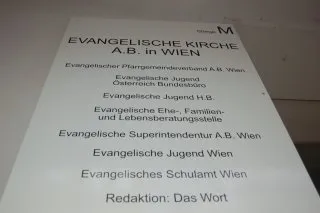 M
EVANGELISCHE KIRCHE
A.B. in WIEN
Evangelischer Pfarrgemeindeverband A.B. Wien
Evangelische Jugend
Österreich Bundesbüro
Evangelische Jugend H.B.
Evangelische Ehe-, Familien-
und Lebensberatungsstelle
Evangelische Superintendentur A.B. Wien
Evangelische Jugend Wien
Evangelisches Schulamt Wien
Redaktion: Das Wort